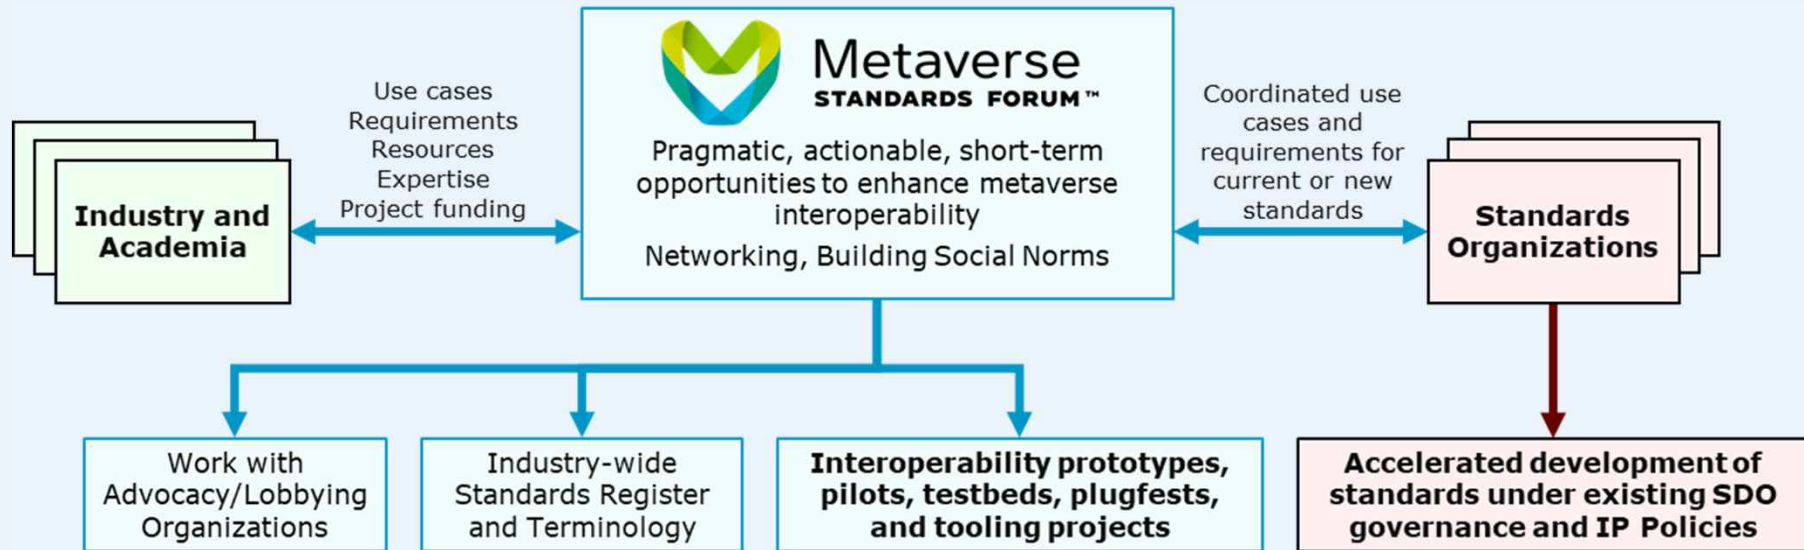 Use cases
Requirements
Resources
Expertise
Project funding
Industry and
Academia
Metaverse
STANDARDS FORUM™
Pragmatic, actionable, short-term
opportunities to enhance metaverse
interoperability
Networking, Building Social Norms
Coordinated use
cases and
requirements for
current or new
standards
Standards
Organizations
Work with
Advocacy/Lobbying
Organizations
Industry-wide
Standards Register
and Terminology
Interoperability prototypes,
pilots, testbeds, plugfests,
and tooling projects
Accelerated development of
standards under existing SDO
governance and IP Policies